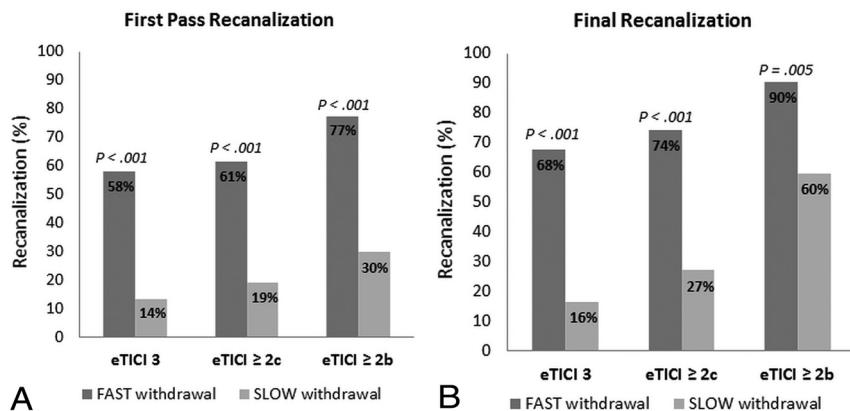 First Pass Recanalization
Recanalization (%)
100
90
80
70
60
50
40
30
20
10
0
P < .001
58%
14%
P < .001
61%
19%
P < .001
77%
30%
eTICI 3 eTICI ≥ 2c eTICI ≥ 2b
A
FAST withdrawal SLOW withdrawal
Final Recanalization
Recanalization (%)
100
90
80
70
60
50
40
30
20
10
0
P < .001
68%
16%
P < .001
74%
27%
P = .005
90%
60%
eTICI 3 eTICI ≥ 2c eTICI ≥ 2b
B
FAST withdrawal SLOW withdrawal